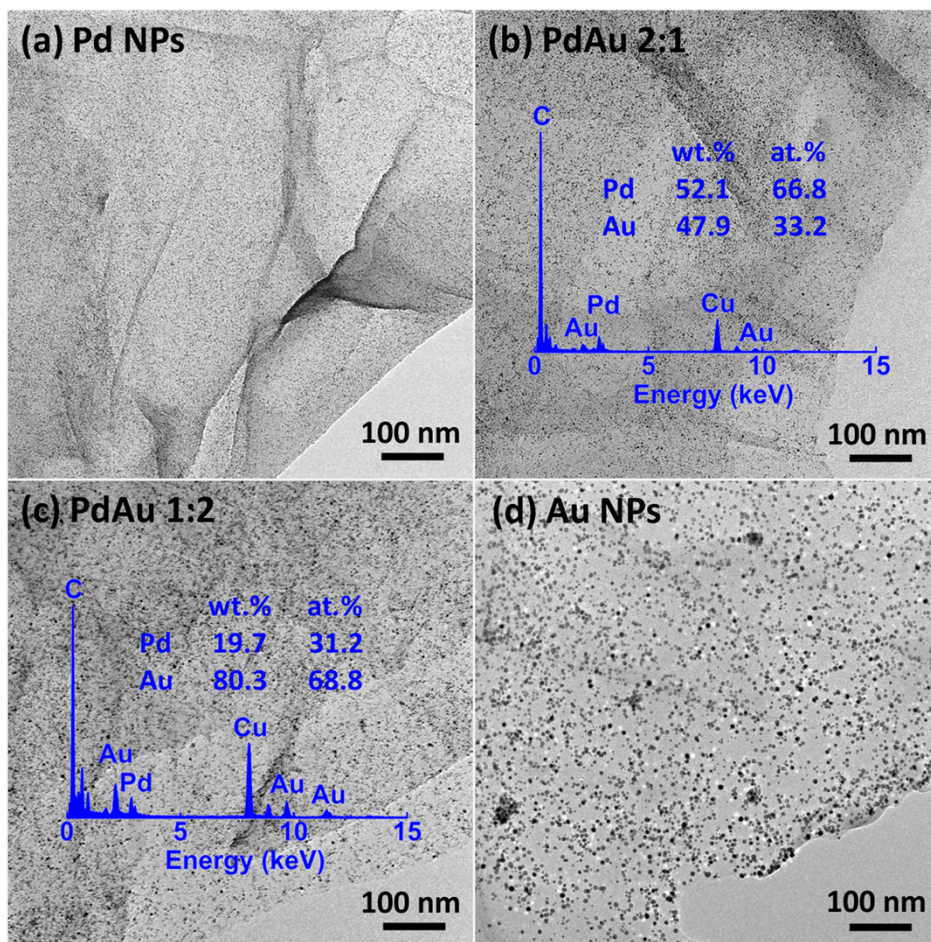 (a) Pd NPs
100 nm
(b) PdAu 2:1
C
wt.% at.%
Pd 52.1 66.8
Au 47.9 33.2
Au Pd Cu Au
0 5 10 15
Energy (keV)
100 nm
(c) PdAu 1:2
C
wt.% at.%
Pd 19.7 31.2
Au 80.3 68.8
Au Pd Cu Au Au
0 5 10 15
Energy (keV)
100 nm
(d) Au NPs
100 nm